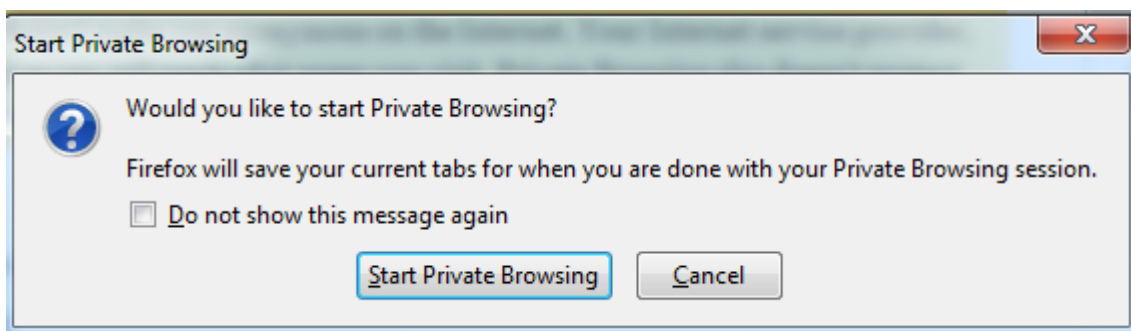 Start Private Browsing
Would you like to start Private Browsing?
Firefox will save your current tabs for when you are done with your Private Browsing session.
Do not show this message again
Start Private Browsing Cancel